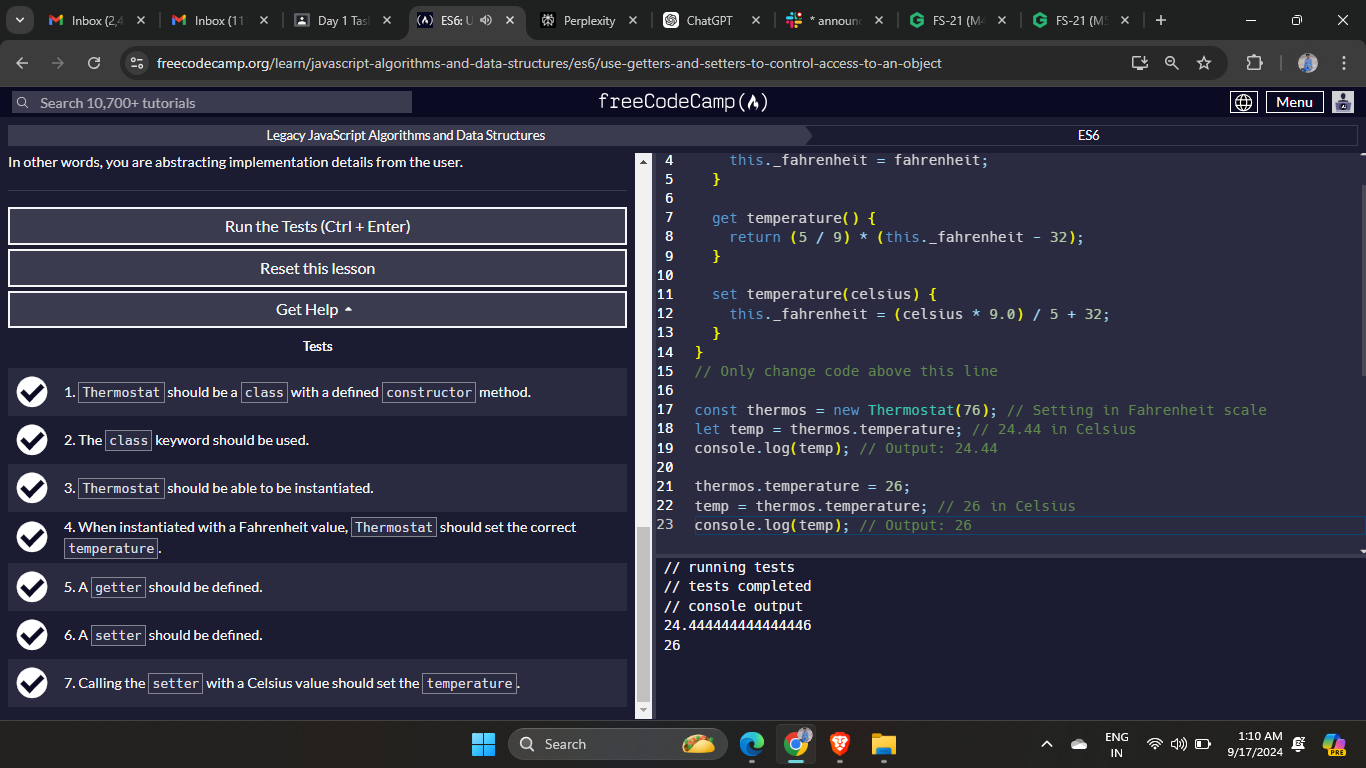 Inbox (2,4
Inbox (11
Day 1 Tas
ES6: U
Perplexity
ChatGPT
* announc
FS-21 (M4
FS-21 (M5
freecodecamp.org/learn/javascript-algorithms-and-data-structures/es6/use-getters-and-setters-to-control-access-to-an-object
Search 10,700+ tutorials
freeCodeCamp
Menu
Legacy JavaScript Algorithms and Data Structures
ES6
In other words, you are abstracting implementation details from the user.
Run the Tests (Ctrl + Enter)
Reset this lesson
Get Help
Tests
1. Thermostat should be a class with a defined constructor method.
2. The class keyword should be used.
3. Thermostat should be able to be instantiated.
4. When instantiated with a Fahrenheit value, Thermostat should set the correct
temperature.
5. A getter should be defined.
6. A setter should be defined.
7. Calling the setter with a Celsius value should set the temperature.
4 this._fahrenheit = fahrenheit;
5 }
6
7 get temperature() {
8 return (5 / 9) * (this._fahrenheit - 32);
9 }
10
11 set temperature(celsius) {
12 this._fahrenheit = (celsius * 9.0) / 5 + 32;
13 }
14 }
15 // Only change code above this line
16
17 const thermos = new Thermostat(76); // Setting in Fahrenheit scale
18 let temp = thermos.temperature; // 24.44 in Celsius
19 console.log(temp); // Output: 24.44
20
21 thermos.temperature = 26;
22 temp = thermos.temperature; // 26 in Celsius
23 console.log(temp); // Output: 26
// running tests
// tests completed
// console output
24.444444444444446
26
Search
ENG
IN
1:10 AM
9/17/2024
PRE